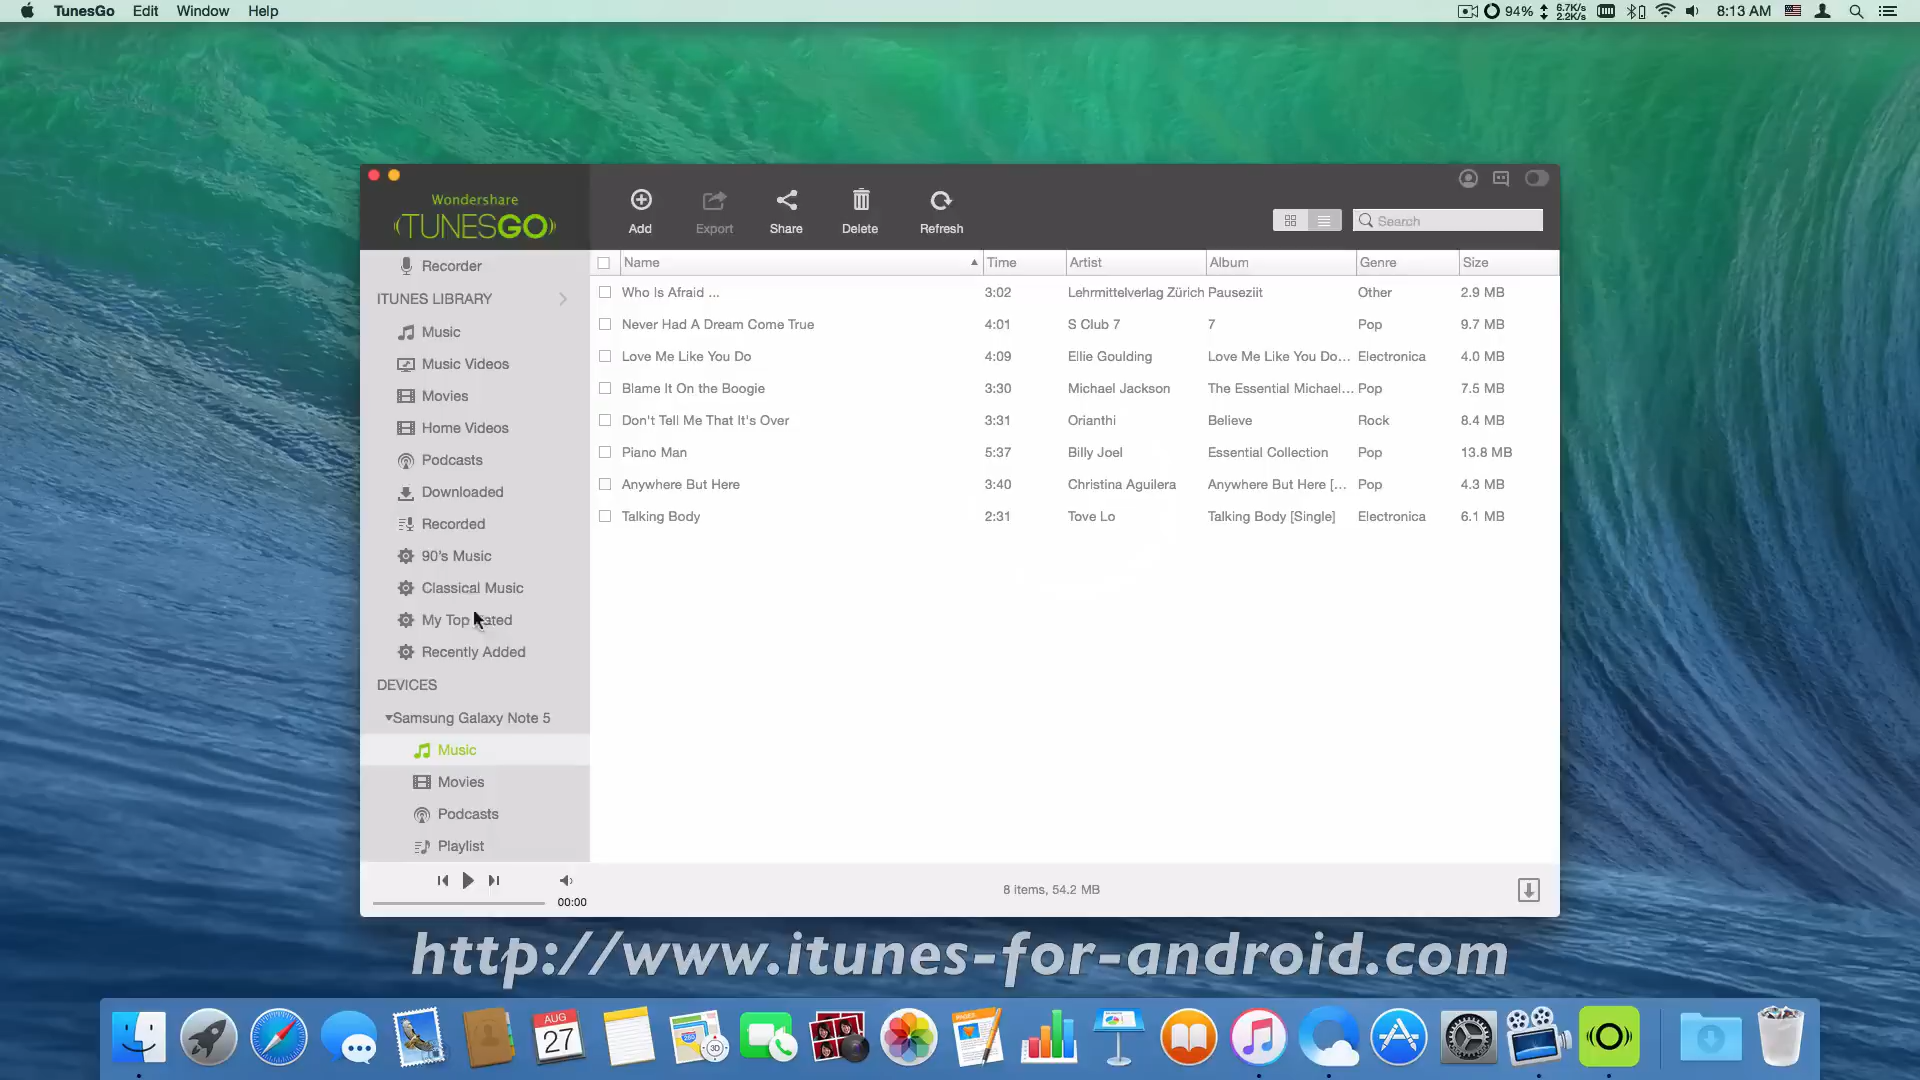 TunesGo Edit Window Help 94% 6.7K/s 2.2K/s 8:13 AM
Wondershare
TUNESGO
Add Export Share Delete Refresh Search
Recorder
ITUNES LIBRARY
Music
Music Videos
Movies
Home Videos
Podcasts
Downloaded
Recorded
90's Music
Classical Music
My Top Rated
Recently Added
DEVICES
Samsung Galaxy Note 5
Music
Movies
Podcasts
Playlist
00:00
Name Time Artist Album Genre Size
Who Is Afraid ... 3:02 Lehrmittelverlag Zürich Pauseziit Other 2.9 MB
Never Had A Dream Come True 4:01 S Club 7 7 Pop 9.7 MB
Love Me Like You Do 4:09 Ellie Goulding Love Me Like You Do... Electronica 4.0 MB
Blame It On the Boogie 3:30 Michael Jackson The Essential Michael... Pop 7.5 MB
Don't Tell Me That It's Over 3:31 Orianthi Believe Rock 8.4 MB
Piano Man 5:37 Billy Joel Essential Collection Pop 13.8 MB
Anywhere But Here 3:40 Christina Aguilera Anywhere But Here [... Pop 4.3 MB
Talking Body 2:31 Tove Lo Talking Body [Single] Electronica 6.1 MB
8 items, 54.2 MB
http://www.itunes-for-android.com
AUG
27
PAGES
280
3D